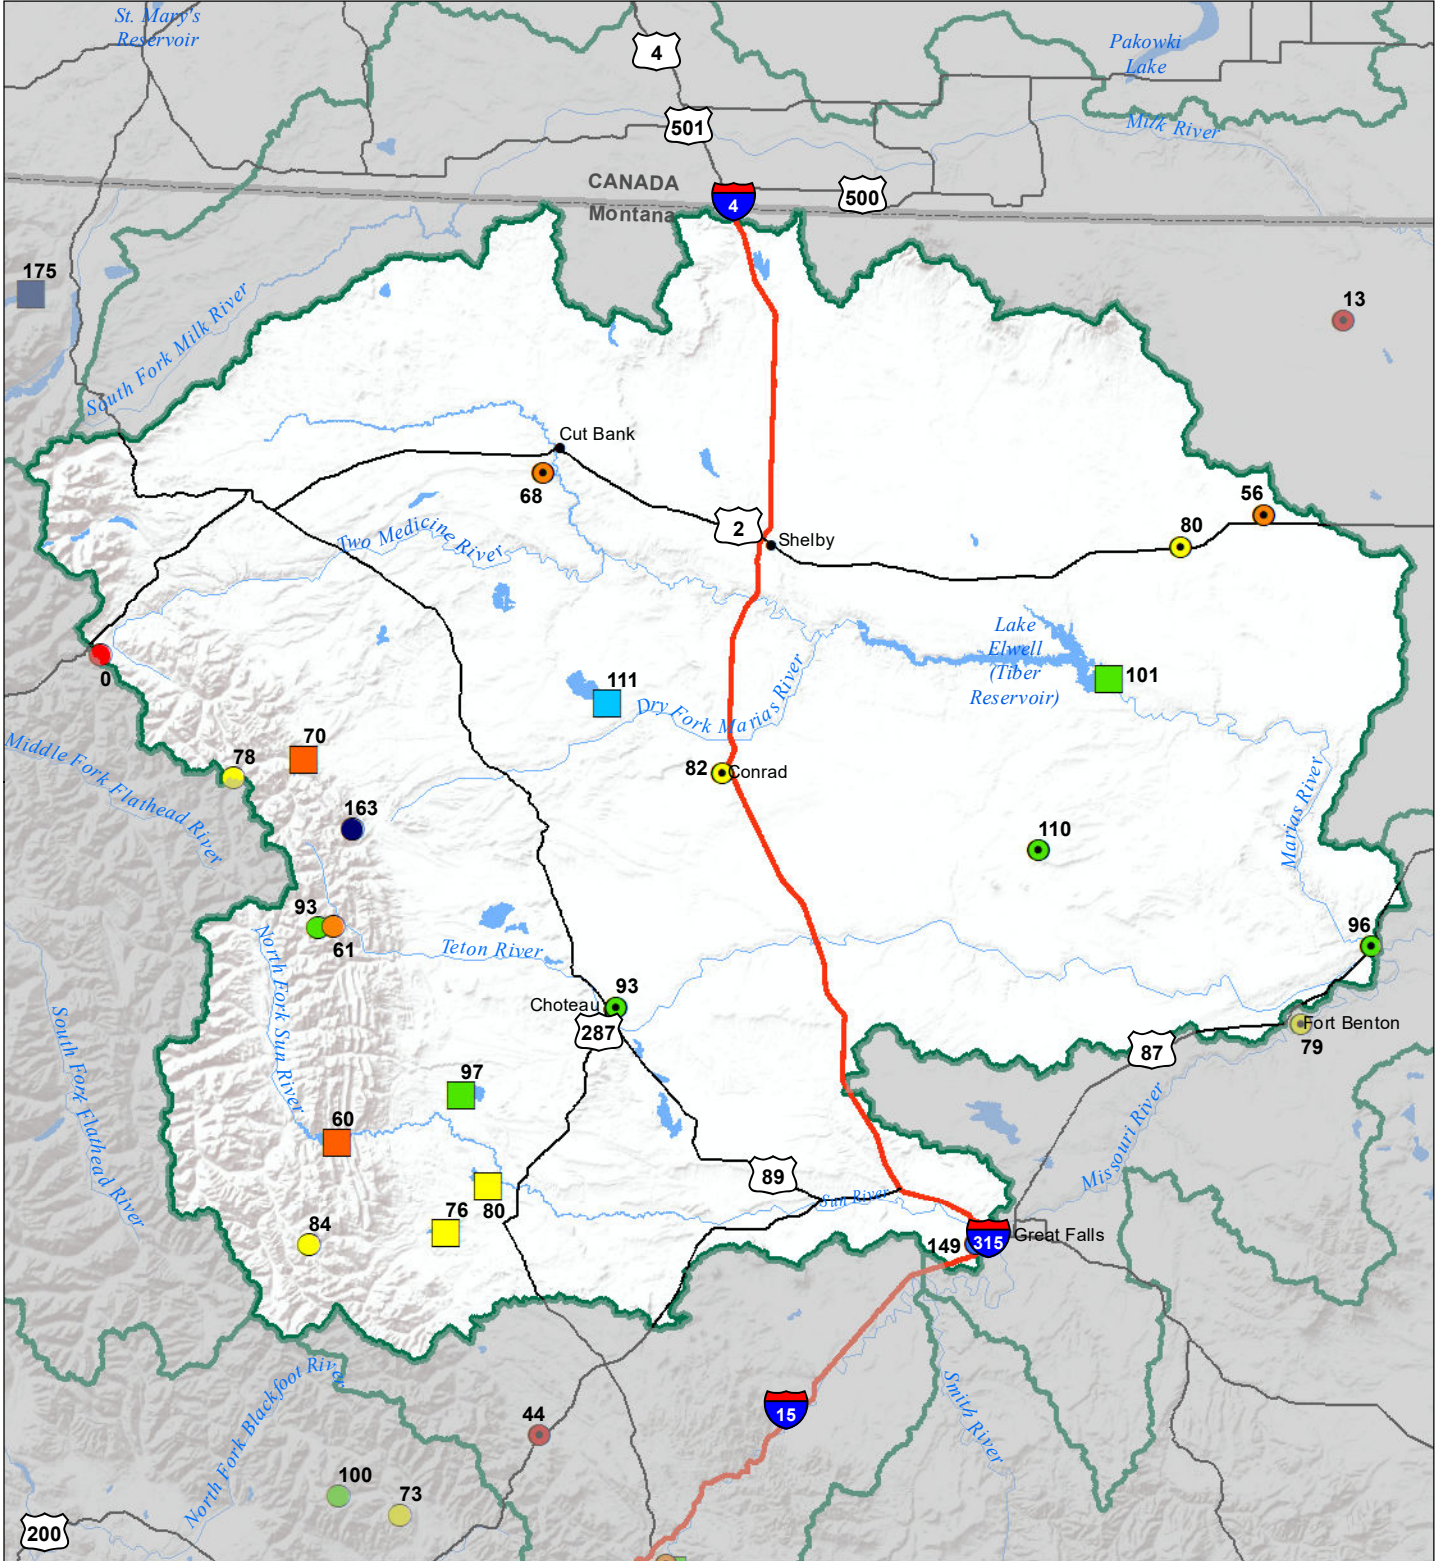 St. Mary's
Reservoir
4
Pakowki
Lake
501
Milk River
CANADA
Montana
4
500
175
South Fork Milk River
13
Cut Bank
68
2
Shelby
56
80
Two Medicine River
0
Lake
Elwell
(Tiber
Reservoir)
101
111
Dry Fork Marias River
Middle Fork Flathead River
78
70
163
82
Conrad
110
Marias River
93
61
North Fork Sun River
Teton River
96
Choteau
93
287
87
Fort Benton
79
South Fork Flathead River
97
60
Missouri River
89
80
76
Sun River
84
149
315
Great Falls
North Fork Blackfoot River
Smith River
15
44
100
73
200